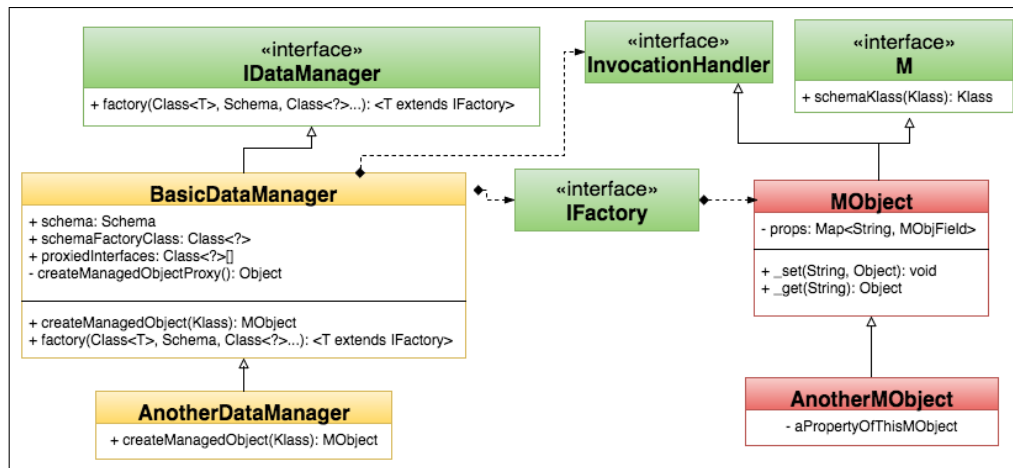 «interface»
IDataManager
+ factory(Class<T>, Schema, Class<?>...): <T extends IFactory>
«interface»
InvocationHandler
«interface»
M
+ schemaKlass(Klass): Klass
BasicDataManager
+ schema: Schema
+ schemaFactoryClass: Class<?>
+ proxiedInterfaces: Class<?>[]
- createManagedObjectProxy(): Object
+ createManagedObject(Klass): MObject
+ factory(Class<T>, Schema, Class<?>...): <T extends IFactory>
«interface»
IFactory
MObject
- props: Map<String, MObjField>
+ _set(String, Object): void
+ _get(String): Object
AnotherDataManager
+ createManagedObject(Klass): MObject
AnotherMObject
- aPropertyOfThisMObject